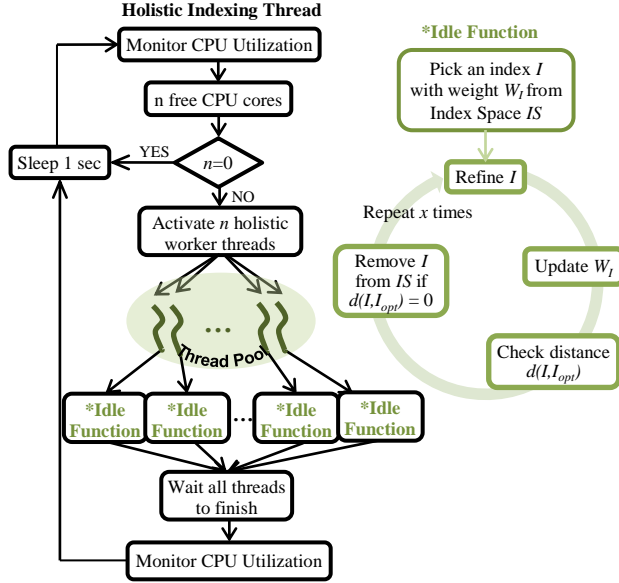 Holistic Indexing Thread
Monitor CPU Utilization
n free CPU cores
YES
n=0
Sleep 1 sec
NO
Activate n holistic
worker threads
...
Thread Pool
*Idle
Function
*Idle
Function
...
*Idle
Function
*Idle
Function
Wait all threads
to finish
Monitor CPU Utilization
*Idle Function
Pick an index I
with weight W_I from
Index Space IS
Refine I
Repeat x times
Update W_I
Check distance
d(I,I_opt)
Remove I
from IS if
d(I,I_opt) = 0